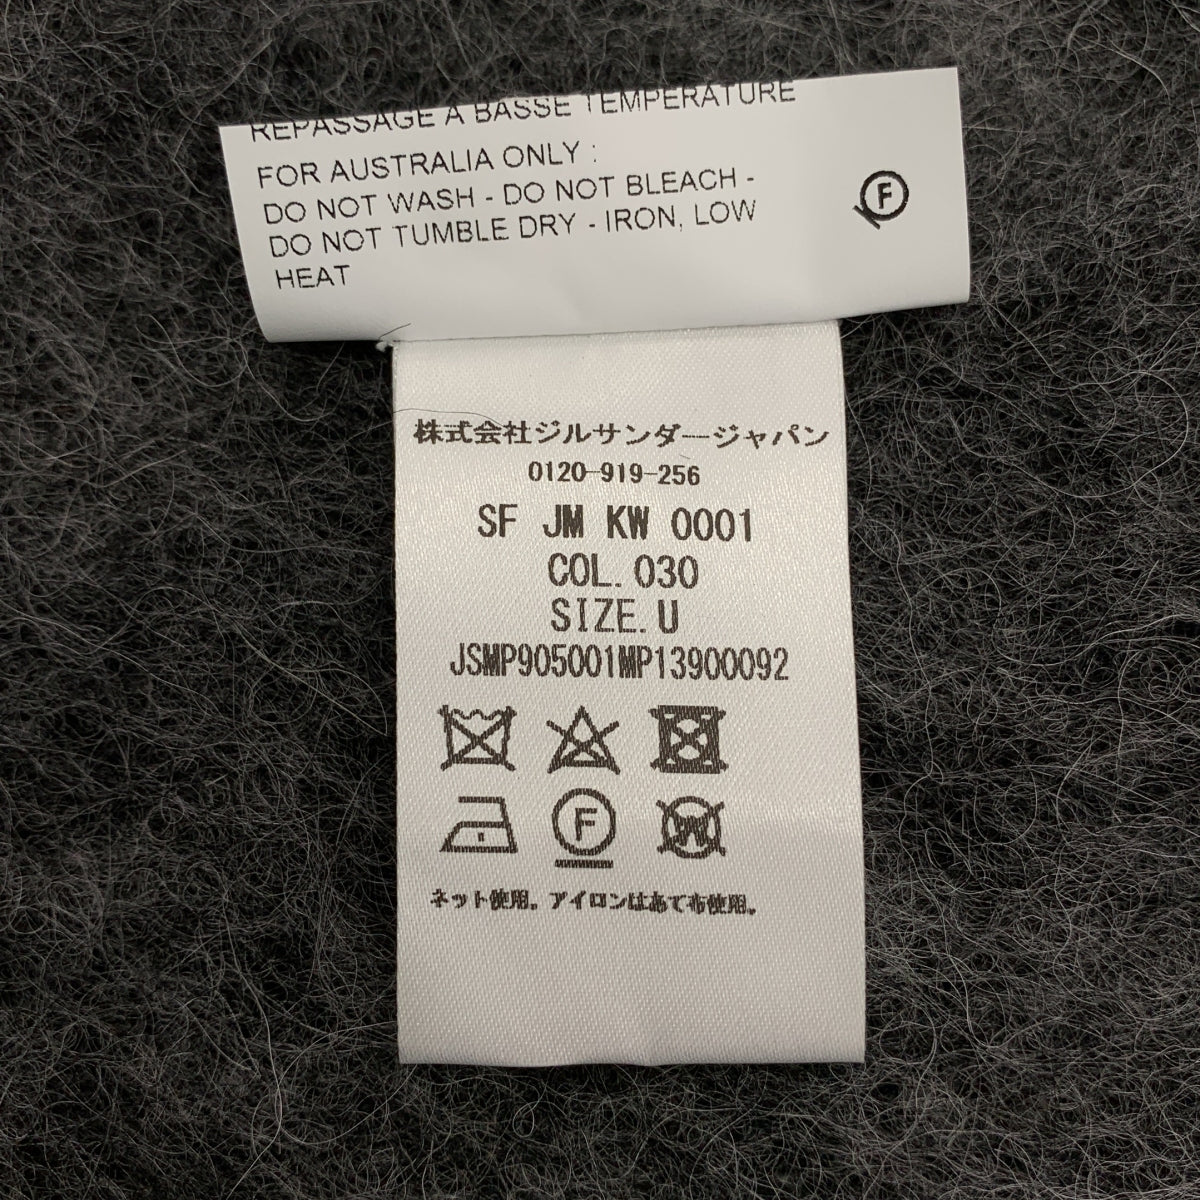 REPASSAGE A BASSE TEMPERATURE
FOR AUSTRALIA ONLY :
DO NOT WASH - DO NOT BLEACH -
DO NOT TUMBLE DRY - IRON, LOW
HEAT
F
株式会社ジルサンダージャパン
0120-919-256
SF JM KW 0001
COL.030
SIZE.U
JSMP905001MP13900092
F
W
ネット使用。アイロンはあて布使用。